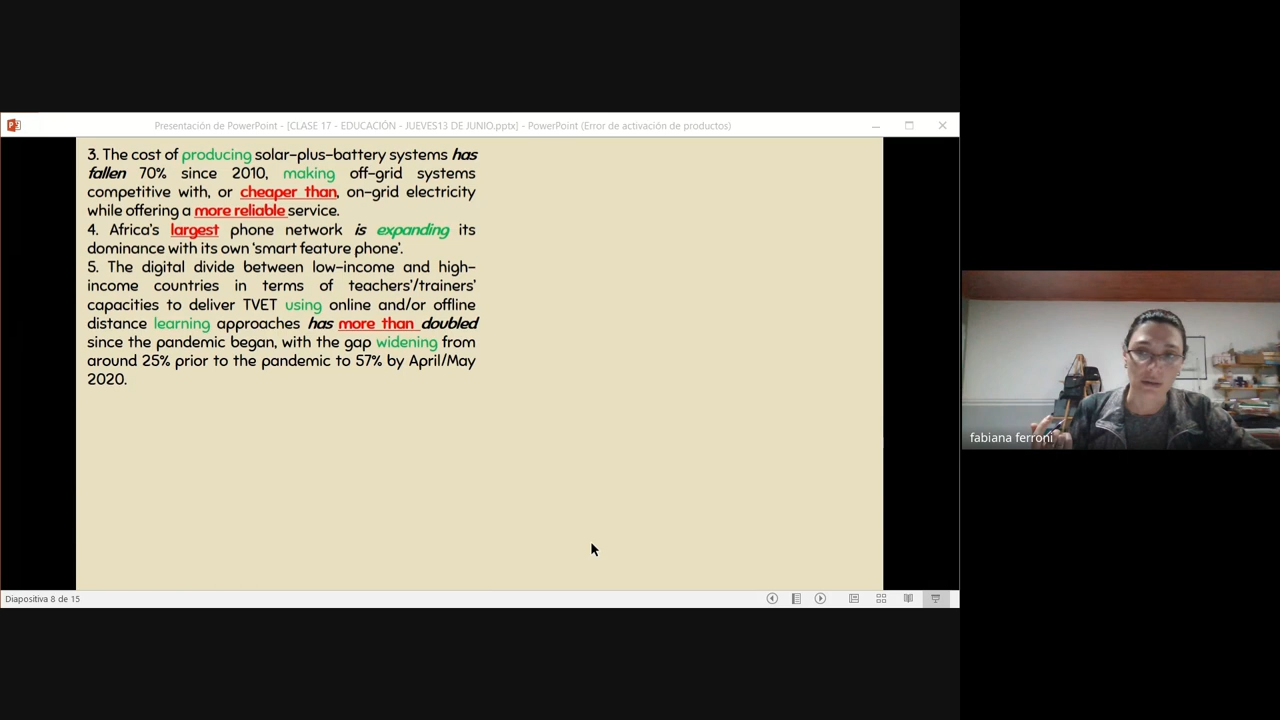 Presentación de PowerPoint - [CLASE 17 - EDUCACIÓN - JUEVES13 DE JUNIO.pptx] - PowerPoint (Error de activación de productos)
3. The cost of producing solar-plus-battery systems has
fallen 70% since 2010, making off-grid systems
competitive with, or cheaper than, on-grid electricity
while offering a more reliable service.
4. Africa's largest phone network is expanding its
dominance with its own 'smart feature phone'.
5. The digital divide between low-income and high-
income countries in terms of teachers'/trainers'
capacities to deliver TVET using online and/or offline
distance learning approaches has more than doubled
since the pandemic began, with the gap widening from
around 25% prior to the pandemic to 57% by April/May
2020.
fabiana ferroni
Diapositiva 8 de 15